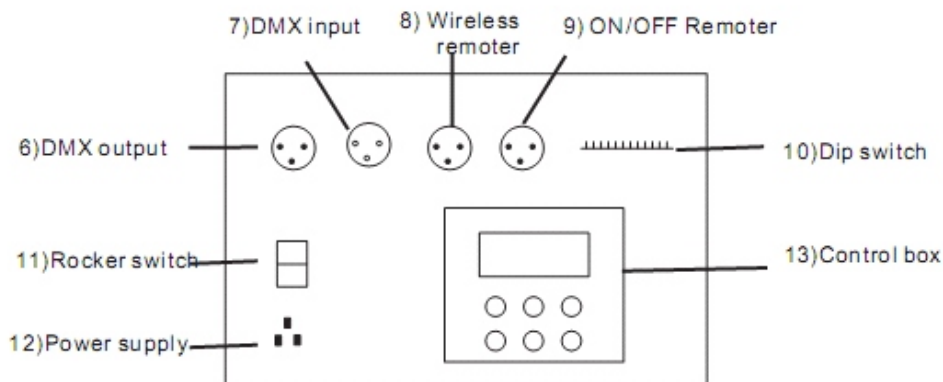 7)DMX input
8) Wireless
remoter
9) ON/OFF Remoter
6)DMX output
10)Dip switch
11)Rocker switch
13)Control box
12)Power supply